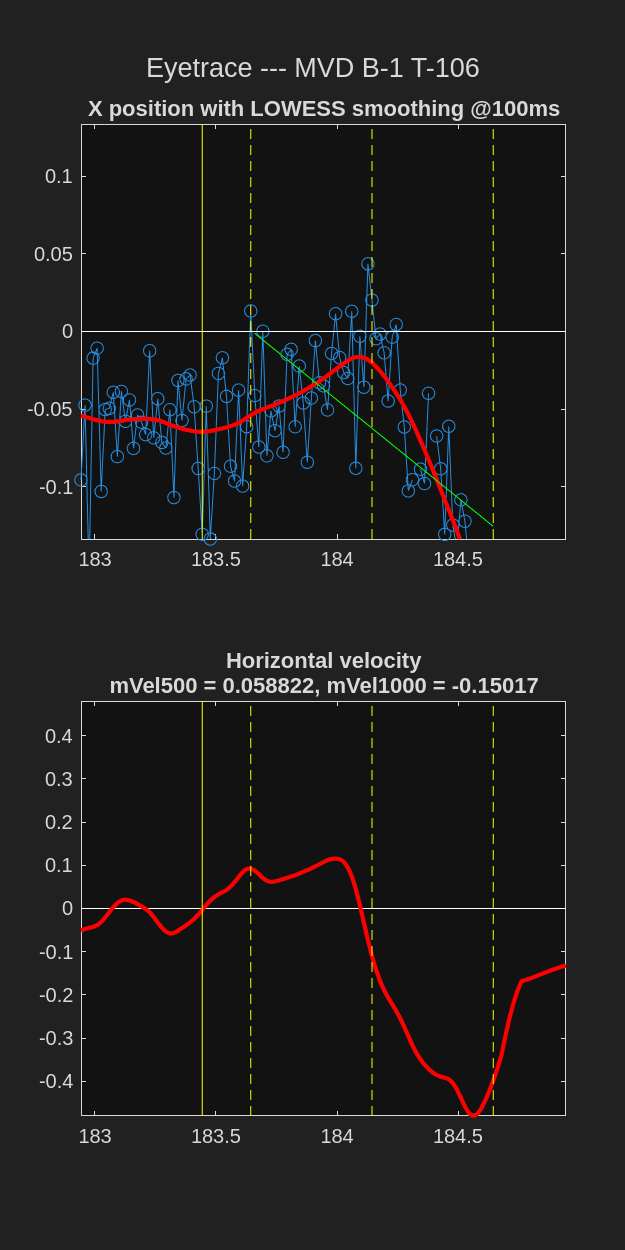 Eyetrace --- MVD B-1 T-106
X position with LOWESS smoothing @100ms
0.1
0.05
0
-0.05
-0.1
183 183.5 184 184.5
Horizontal velocity
mVel500 = 0.058822, mVel1000 = -0.15017
0.4
0.3
0.2
0.1
0
-0.1
-0.2
-0.3
-0.4
183 183.5 184 184.5